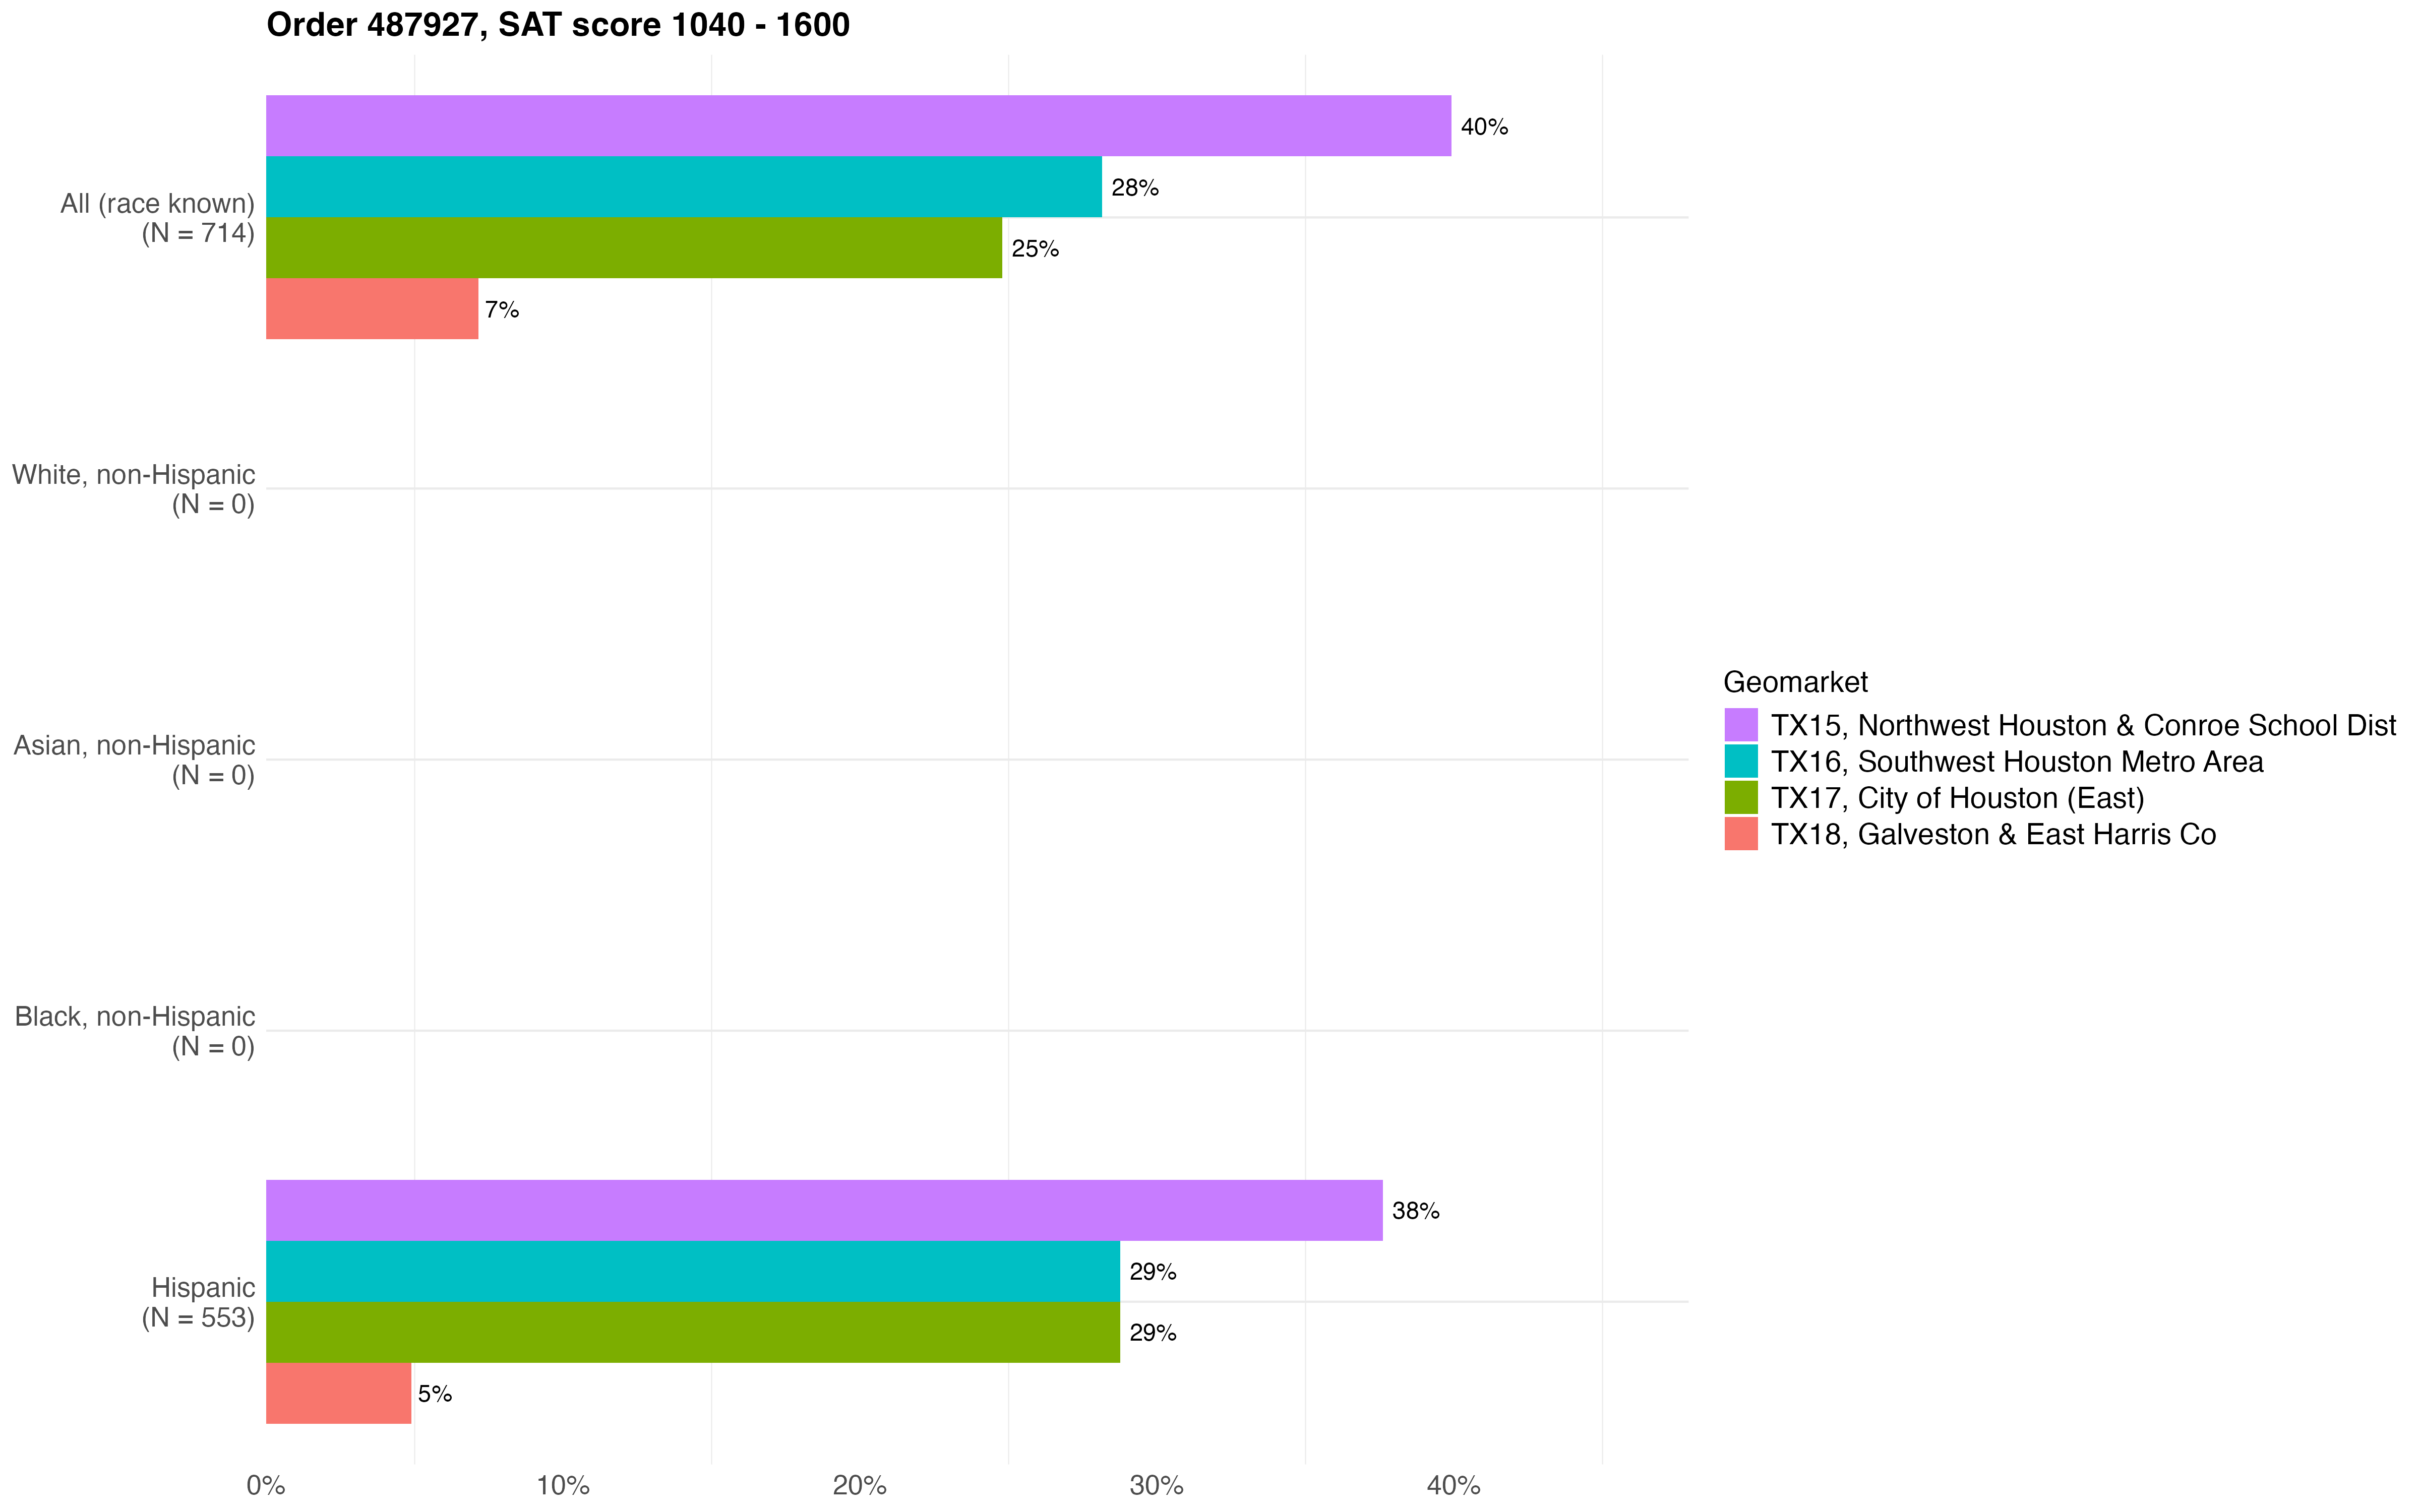 Order 487927, SAT score 1040 - 1600
All (race known)
(N = 714)
40%
28%
25%
7%
White, non-Hispanic
(N = 0)
Asian, non-Hispanic
(N = 0)
Black, non-Hispanic
(N = 0)
Hispanic
(N = 553)
38%
29%
29%
5%
0%
10%
20%
30%
40%
Geomarket
TX15, Northwest Houston & Conroe School Dist
TX16, Southwest Houston Metro Area
TX17, City of Houston (East)
TX18, Galveston & East Harris Co